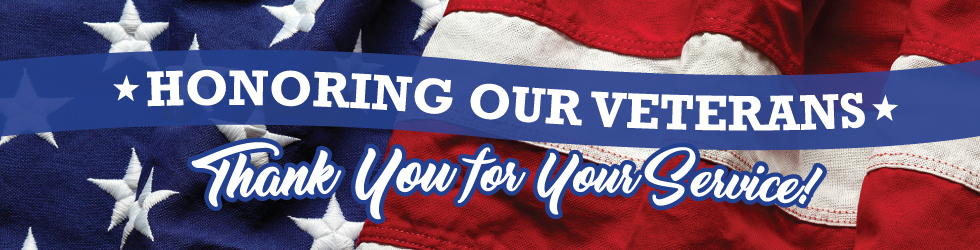 HONORING OUR VETERANS
Thank You for Your Service!